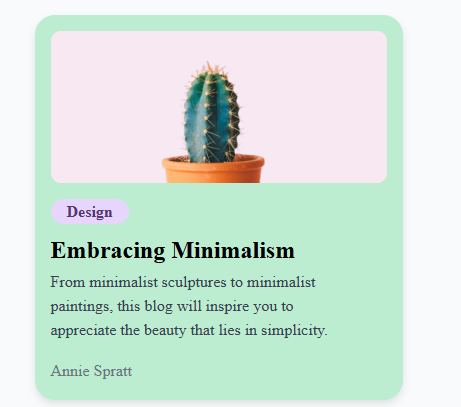 Design
Embracing Minimalism
From minimalist sculptures to minimalist
paintings, this blog will inspire you to
appreciate the beauty that lies in simplicity.
Annie Spratt